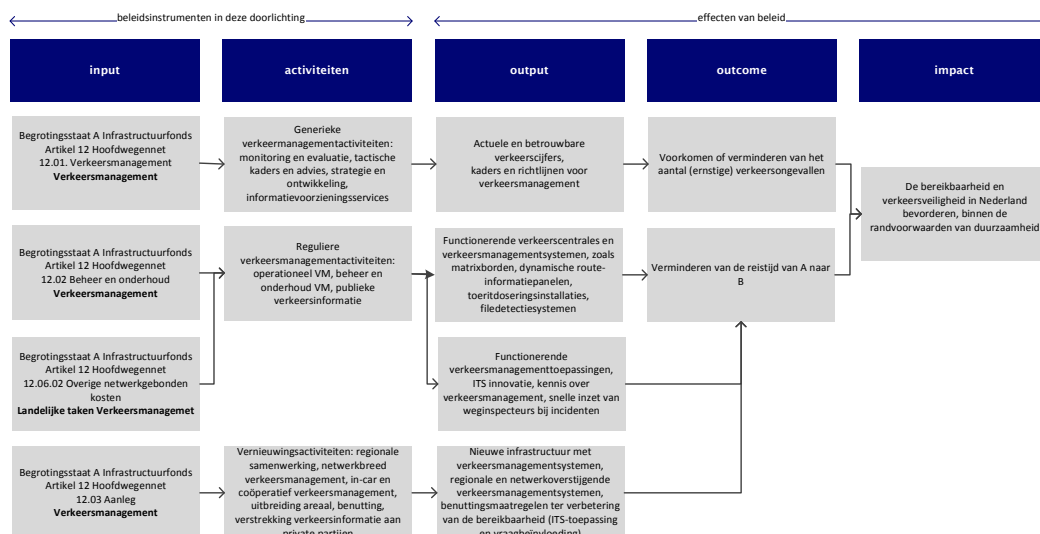 beleidsinstrumenten in deze doorlichting
effecten van beleid
input
activiteiten
output
outcome
impact
Begrotingsstaat A Infrastructuurfonds
Artikel 12 Hoofdwegennet
12.01. Verkeersmanagement
Verkeersmanagement
Generieke
verkeermanagementactiviteiten:
monitoring en evaluatie, tactische
kaders en advies, strategie en
ontwikkeling,
informatievoorzieningsservices
Actuele en betrouwbare
verkeerscijfers,
kaders en richtlijnen voor
verkeersmanagement
Voorkomen of verminderen van het
aantal (ernstige) verkeersongevallen
De bereikbaarheid en
verkeersveiligheid in Nederland
bevorderen, binnen de
randvoorwaarden van duurzaamheid
Begrotingsstaat A Infrastructuurfonds
Artikel 12 Hoofdwegennet
12.02 Beheer en onderhoud
Verkeersmanagement
Reguliere
verkeersmanagementactiviteiten:
operationeel VM, beheer en
onderhoud VM, publieke
verkeersinformatie
Functionerende verkeerscentrales en
verkeersmanagementsystemen, zoals
matrixborden, dynamische route-
informatiepanelen,
toeritdoseringsinstallaties,
filedetectiesystemen
Verminderen van de reistijd van A naar
B
Begrotingsstaat A Infrastructuurfonds
Artikel 12 Hoofdwegennet
12.06.02 Overige netwerkgebonden
kosten
Landelijke taken Verkeersmanagemet
Functionerende
verkeersmanagementtoepassingen,
ITS innovatie, kennis over
verkeersmanagement, snelle inzet van
weginspecteurs bij incidenten
Begrotingsstaat A Infrastructuurfonds
Artikel 12 Hoofdwegennet
12.03 Aanleg
Verkeersmanagement
Vernieuwingsactiviteiten: regionale
samenwerking, netwerkbreed
verkeersmanagement, in-car en
coöperatief verkeersmanagement,
uitbreiding areaal, benutting,
verstrekking verkeersinformatie aan
private partijen
Nieuwe infrastructuur met
verkeersmanagementsystemen,
regionale en netwerkoverstijgende
verkeersmanagementsystemen,
benuttingsmaatregelen ter verbetering
van de bereikbaarheid (ITS-toepassing
en vraagbeïnvloeding)